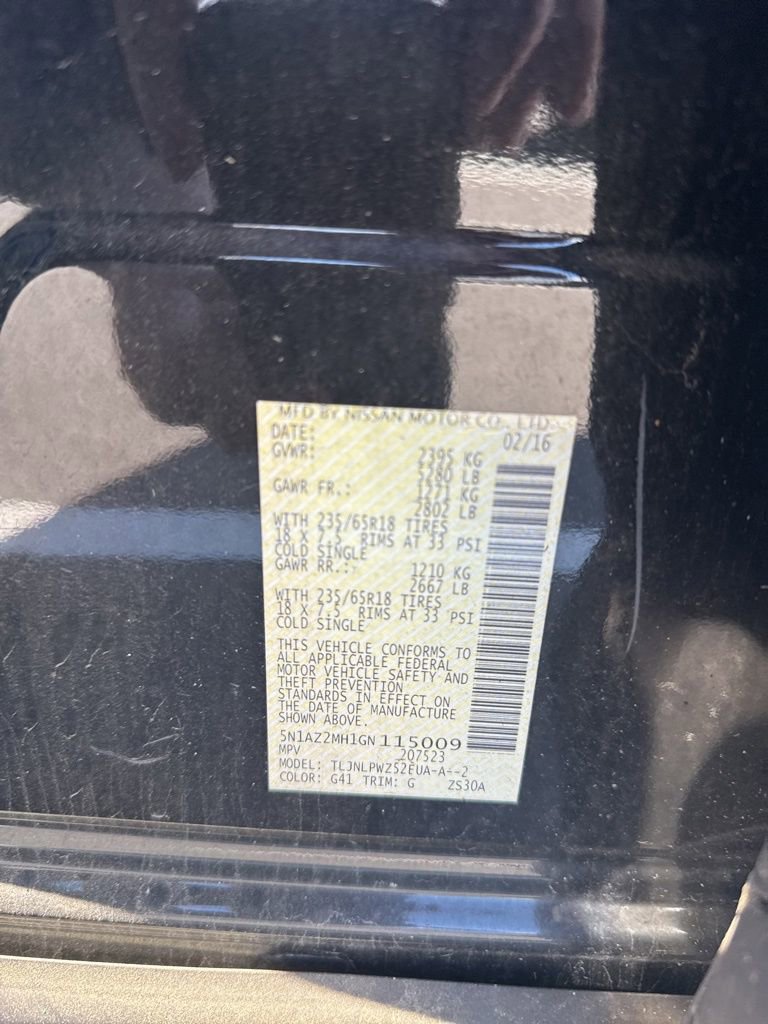 MFD BY NISSAN MOTOR CO., LTD.
DATE: 02/16
GVWR: 2395 KG
5280 LB
GAWR FR.: 1271 KG
2802 LB
WITH 235/65R18 TIRES
18 X 7.5 RIMS AT 33 PSI
COLD SINGLE
GAWR RR.: 1210 KG
2667 LB
WITH 235/65R18 TIRES
18 X 7.5 RIMS AT 33 PSI
COLD SINGLE
THIS VEHICLE CONFORMS TO
ALL APPLICABLE FEDERAL
MOTOR VEHICLE SAFETY AND
THEFT PREVENTION
STANDARDS IN EFFECT ON
THE DATE OF MANUFACTURE
SHOWN ABOVE.
5N1AZ2MH1GN115009
MPV 207523
MODEL: TLJNLPWZ52EUA-A--2
COLOR: G41 TRIM: G ZS30A